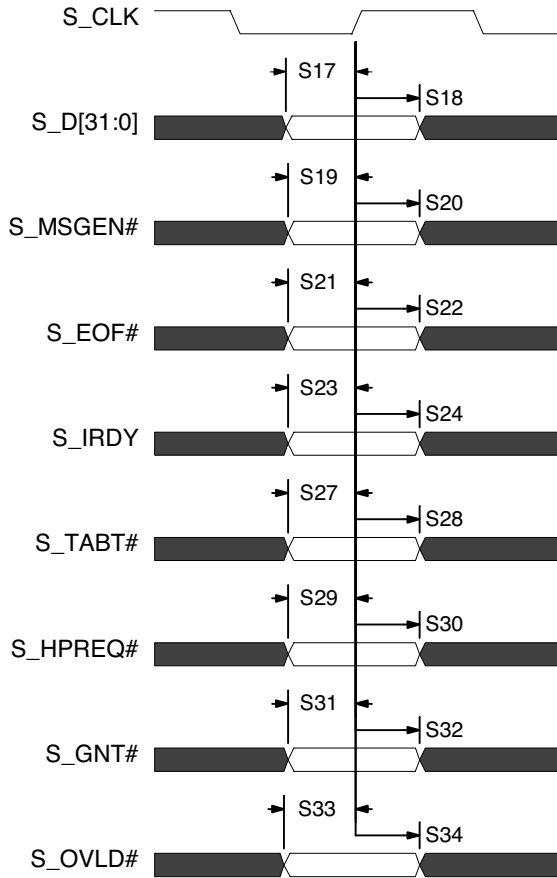 S_CLK
S17
S18
S_D[31:0]
S19
S20
S_MSGEN#
S21
S22
S_EOF#
S23
S24
S_IRDY
S27
S28
S_TABT#
S29
S30
S_HPREQ#
S31
S32
S_GNT#
S33
S34
S_OVLD#